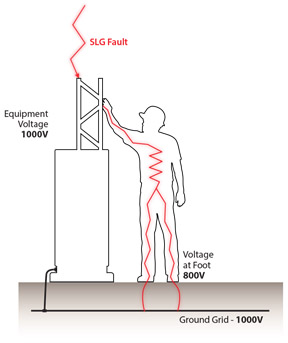 SLG Fault
Equipment
Voltage
1000V
Voltage
at Foot
800V
Ground Grid - 1000V